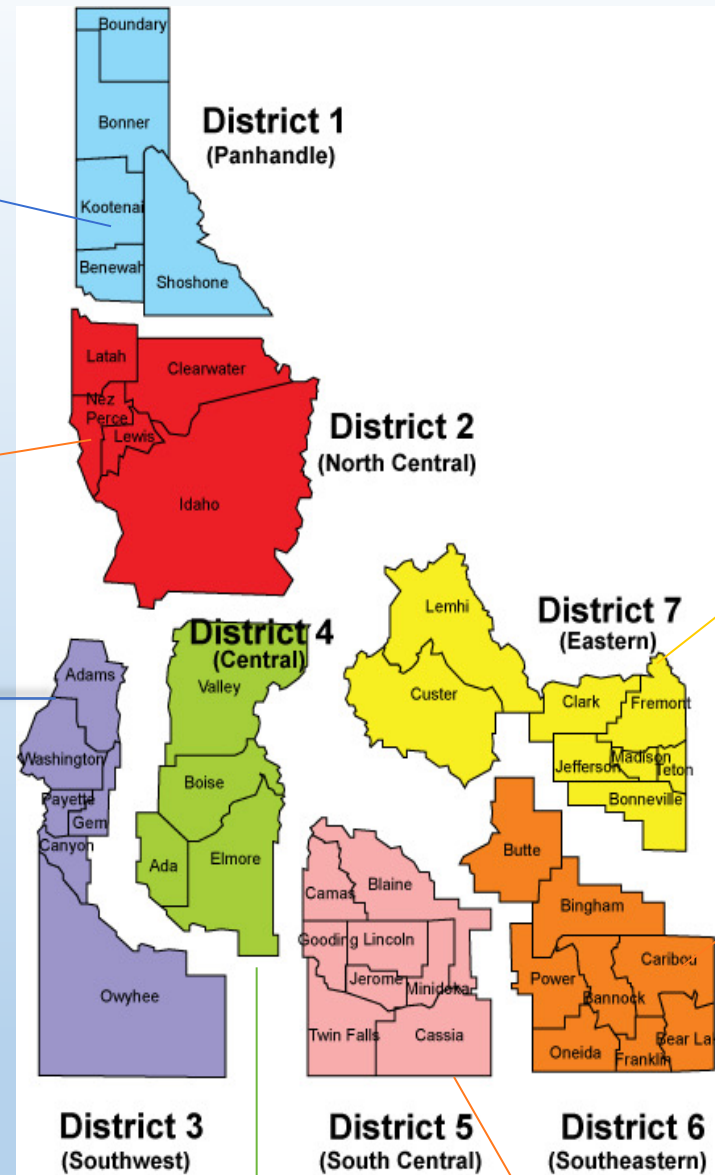 Boundary
Bonner
District 1
(Panhandle)
Kootenai
Benewah
Shoshone
Latah
Clearwater
Nez
Perce
Lewis
District 2
(North Central)
Idaho
Lemhi
District 7
(Eastern)
District 4
(Central)
Adams
Valley
Custer
Clark
Fremont
Washington
Madison
Jefferson
Teton
Boise
Payette
Bonneville
Gem
Canyon
Butte
Ada
Elmore
Camas
Blaine
Bingham
Gooding
Lincoln
Caribou
Jerome
Power
Minidoka
Bannock
Owyhee
Twin Falls
Cassia
Bear La
Oneida
Franklin
District 3
(Southwest)
District 5
(South Central)
District 6
(Southeastern)